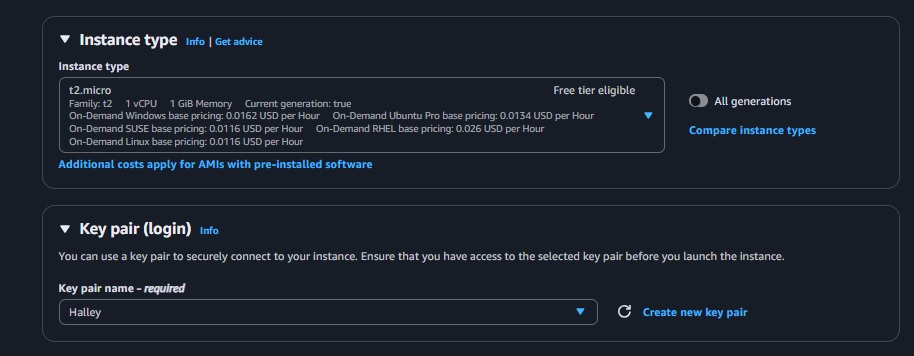 Instance type Info | Get advice
Instance type
t2.micro Free tier eligible
Family: t2 1 vCPU 1 GiB Memory Current generation: true
On-Demand Windows base pricing: 0.0162 USD per Hour On-Demand Ubuntu Pro base pricing: 0.0134 USD per Hour
On-Demand SUSE base pricing: 0.0116 USD per Hour On-Demand RHEL base pricing: 0.026 USD per Hour
On-Demand Linux base pricing: 0.0116 USD per Hour
All generations
Compare instance types
Additional costs apply for AMIs with pre-installed software
Key pair (login) Info
You can use a key pair to securely connect to your instance. Ensure that you have access to the selected key pair before you launch the instance.
Key pair name - required
Halley Create new key pair